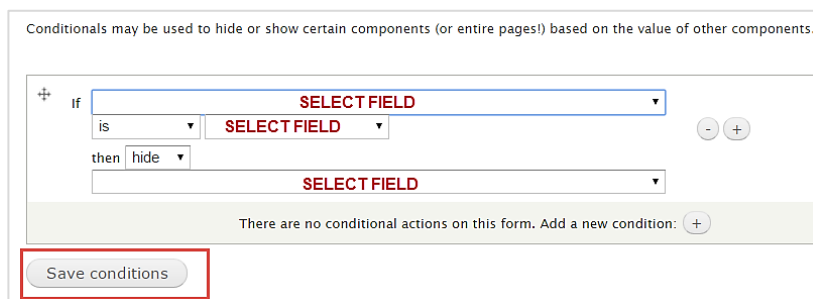 Conditionals may be used to hide or show certain components (or entire pages!) based on the value of other components.
If SELECT FIELD
is SELECT FIELD - +
then hide
SELECT FIELD
There are no conditional actions on this form. Add a new condition: +
Save conditions